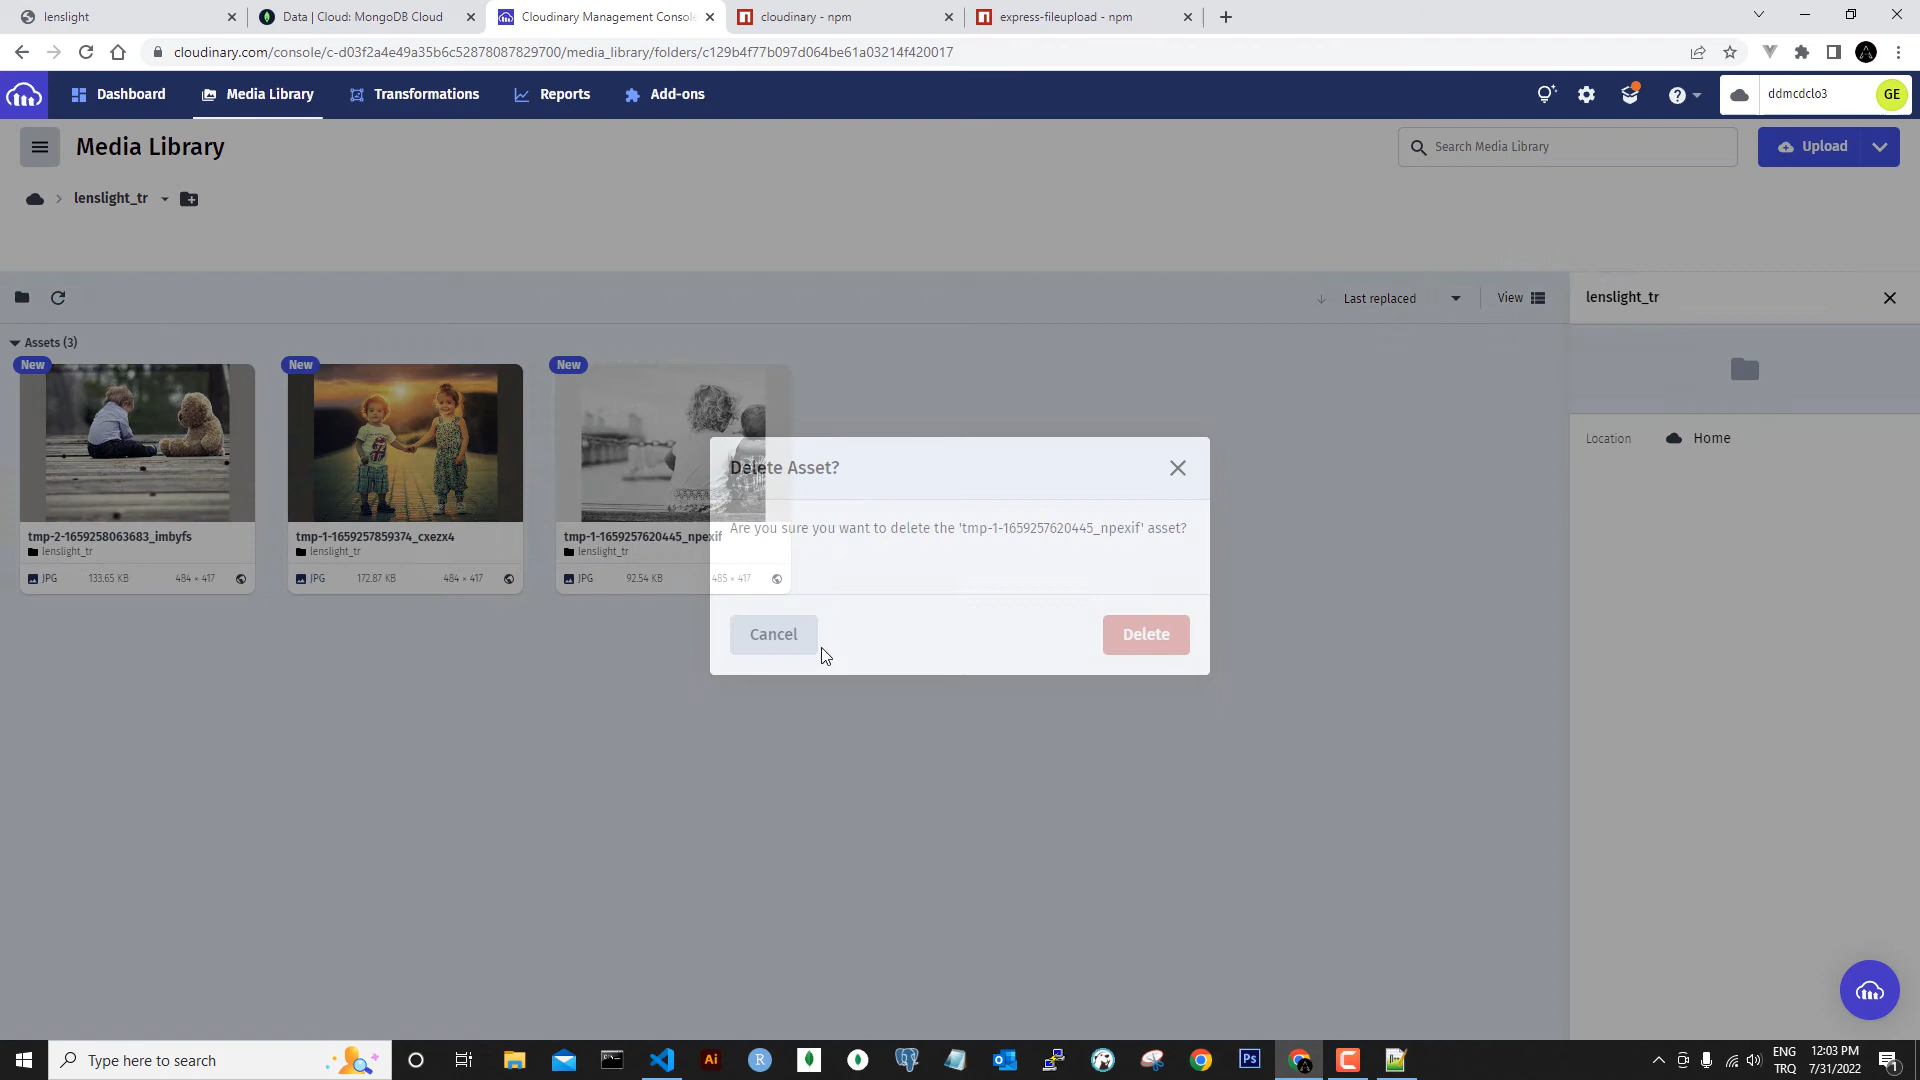 lenslight
Data | Cloud: MongoDB Cloud
Cloudinary Management Console
cloudinary - npm
express-fileupload - npm
cloudinary.com/console/c-d03f2a4e49a35b6c52878087829700/media_library/folders/c129b4f77b097d064be61a03214f420017
Dashboard
Media Library
Transformations
Reports
Add-ons
ddmcdclo3
GE
Media Library
Search Media Library
Upload
lenslight_tr
Last replaced
View
lenslight_tr
Assets (3)
New
New
New
Location
Home
Delete Asset?
Are you sure you want to delete the 'tmp-1-1659257620445_npexif' asset?
Cancel
Delete
tmp-2-1659258063683_imbyfs
lenslight_tr
JPG 133.65 KB 484 × 417
tmp-1-1659257859374_cxezx4
lenslight_tr
JPG 172.87 KB 484 × 417
tmp-1-1659257620445_npexif
lenslight_tr
JPG 92.54 KB 485 × 417
Type here to search
Ai
R
Ps
ENG
TRQ
12:03 PM
7/31/2022
1